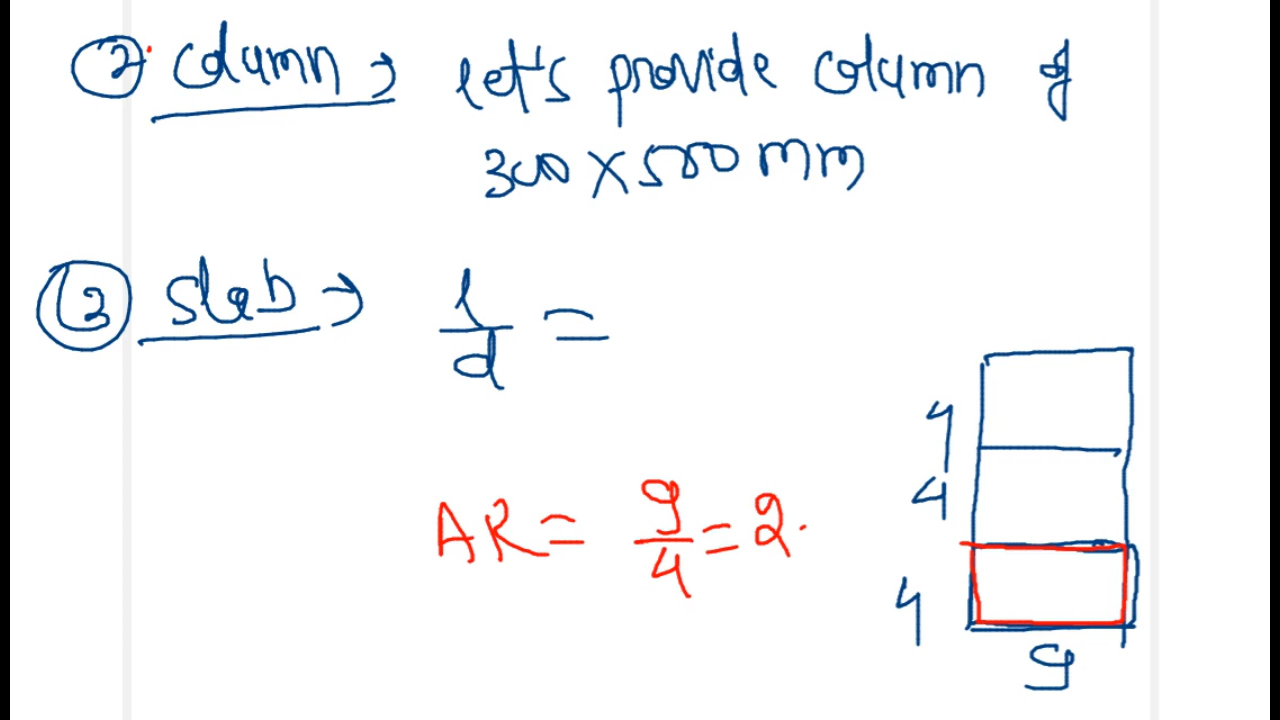 2. column → let's provide column of
300 X 500 mm
3 slab → l/d =
AR = 9/4 = 2.
4
4
4
9